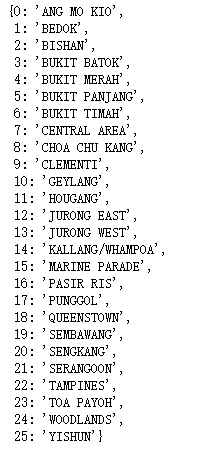 {0: 'ANG MO KIO',
1: 'BEDOK',
2: 'BISHAN',
3: 'BUKIT BATOK',
4: 'BUKIT MERAH',
5: 'BUKIT PANJANG',
6: 'BUKIT TIMAH',
7: 'CENTRAL AREA',
8: 'CHOA CHU KANG',
9: 'CLEMENTI',
10: 'GEYLANG',
11: 'HOUGANG',
12: 'JURONG EAST',
13: 'JURONG WEST',
14: 'KALLANG/WHAMPOA',
15: 'MARINE PARADE',
16: 'PASIR RIS',
17: 'PUNGGOL',
18: 'QUEENSTOWN',
19: 'SEMBAWANG',
20: 'SENGKANG',
21: 'SERANGOON',
22: 'TAMPINES',
23: 'TOA PAYOH',
24: 'WOODLANDS',
25: 'YISHUN'}